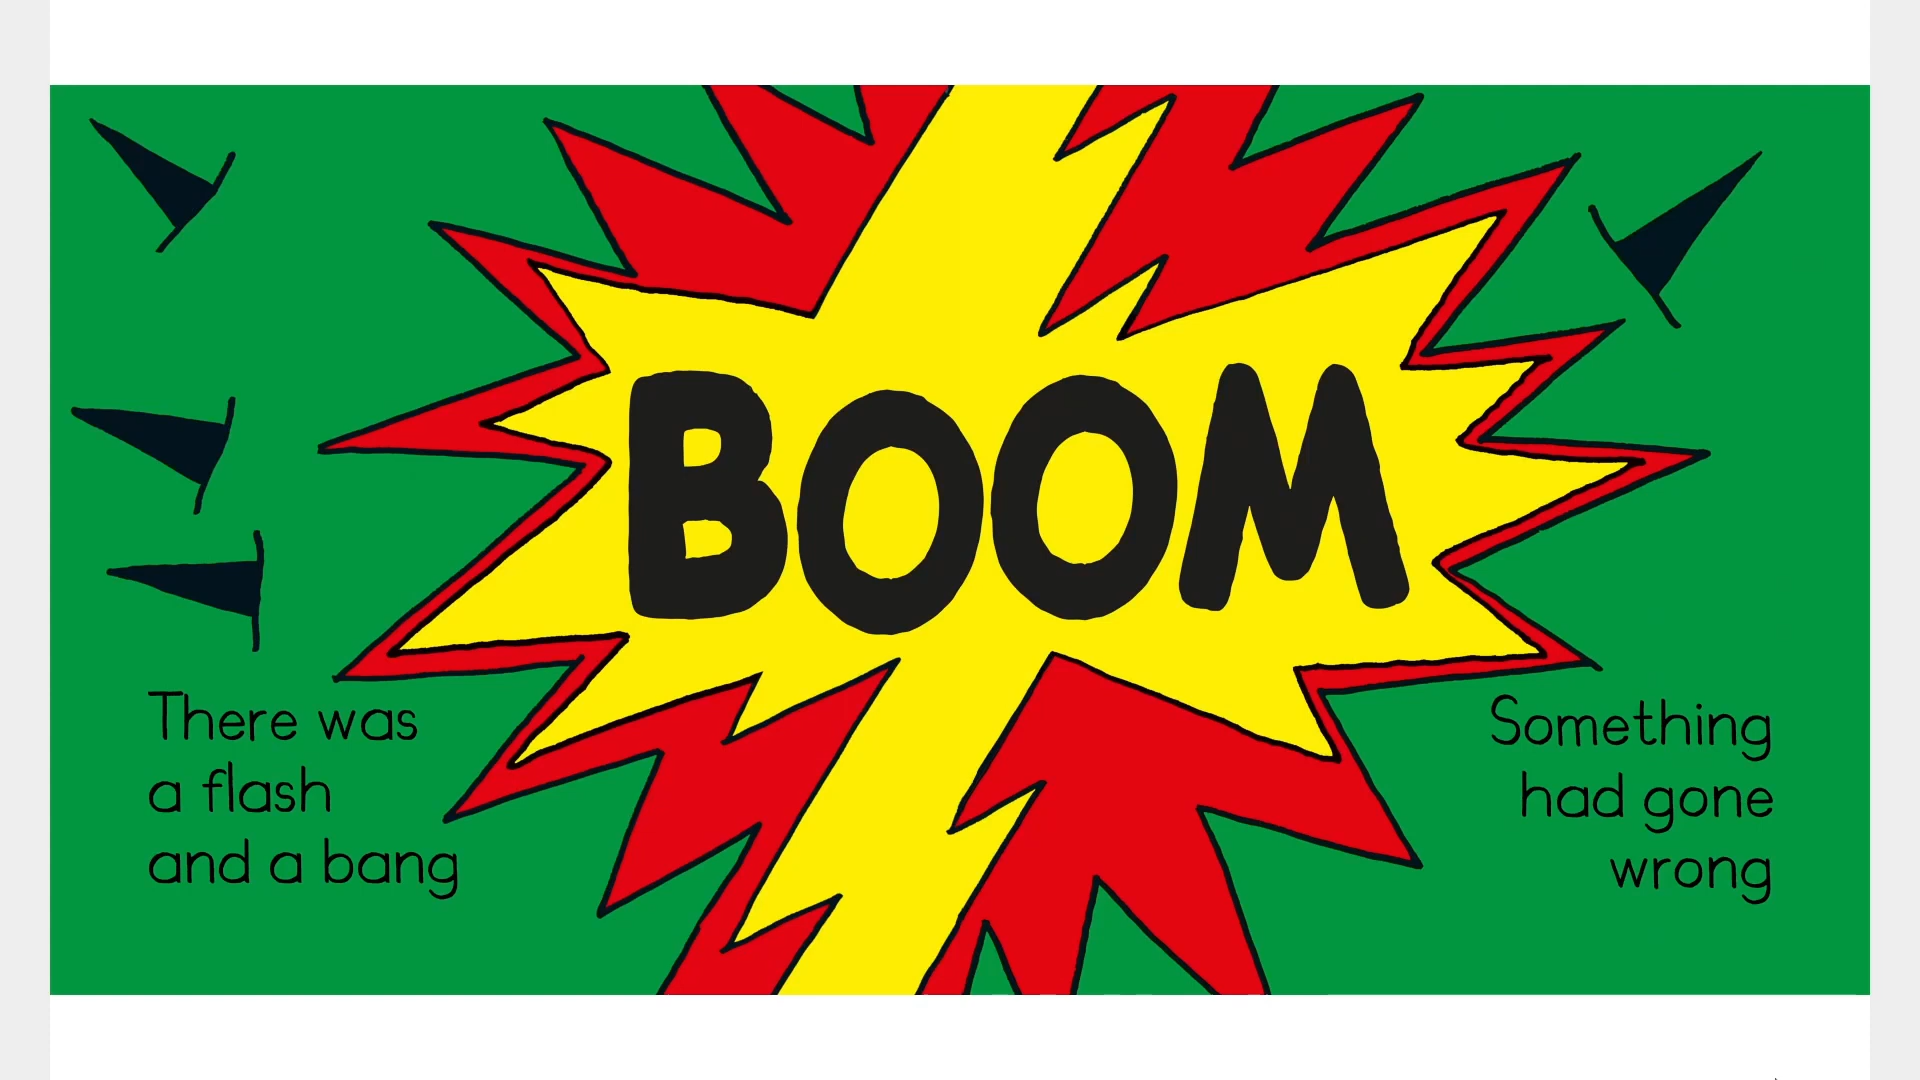 BOOM
There was
a flash
and a bang
Something
had gone
wrong